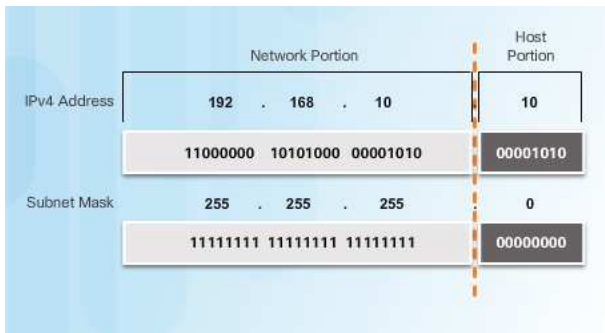 Network Portion
Host
Portion
IPv4 Address
192 . 168 . 10 . 10
11000000 10101000 00001010 00001010
Subnet Mask
255 . 255 . 255 . 0
11111111 11111111 11111111 00000000